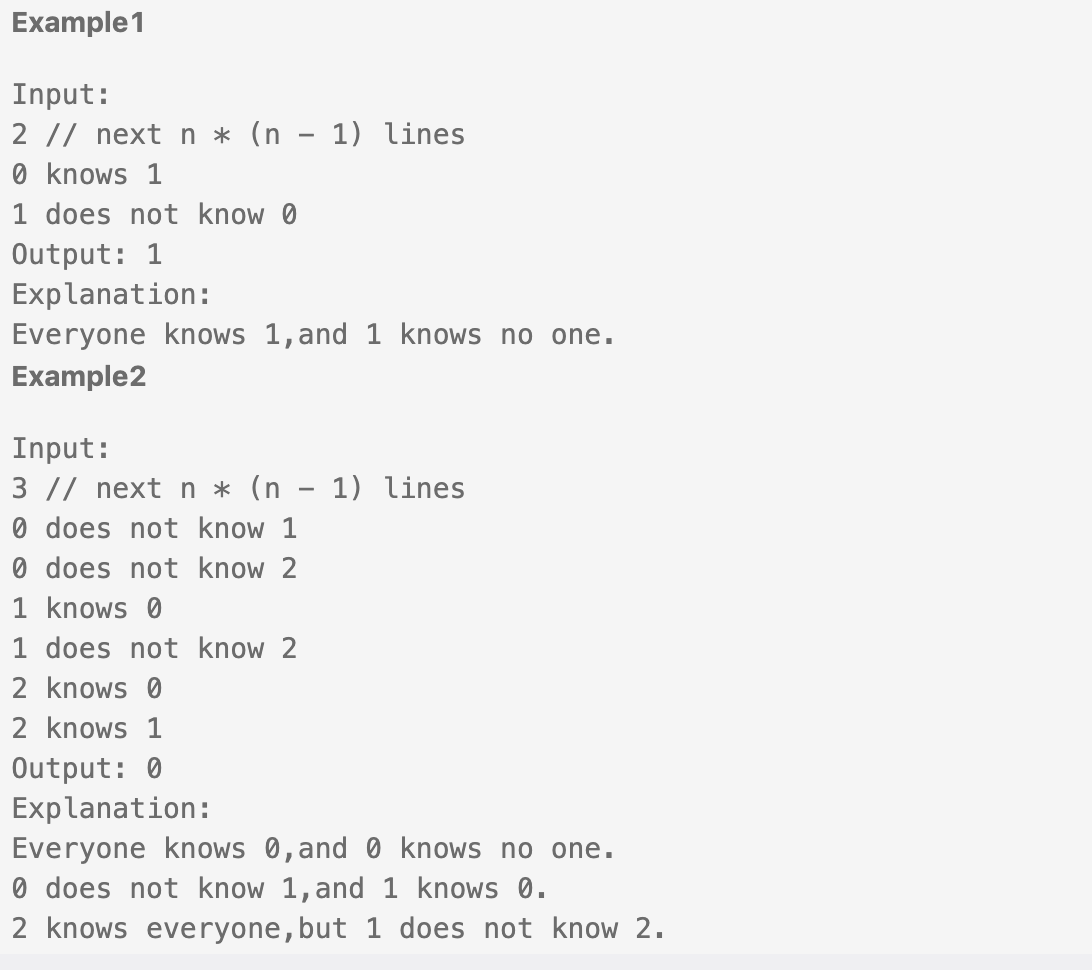 Example1
Input:
2 // next n * (n - 1) lines
0 knows 1
1 does not know 0
Output: 1
Explanation:
Everyone knows 1,and 1 knows no one.
Example2
Input:
3 // next n * (n - 1) lines
0 does not know 1
0 does not know 2
1 knows 0
1 does not know 2
2 knows 0
2 knows 1
Output: 0
Explanation:
Everyone knows 0,and 0 knows no one.
0 does not know 1,and 1 knows 0.
2 knows everyone,but 1 does not know 2.